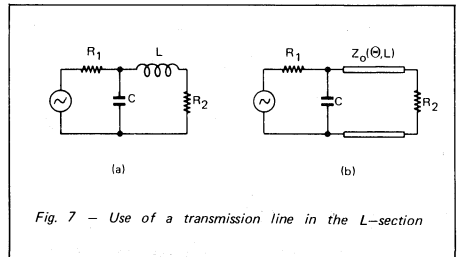 R1
L
C
R2
(a)
R1
Zo(Θ,L)
C
R2
(b)
Fig. 7 — Use of a transmission line in the L—section